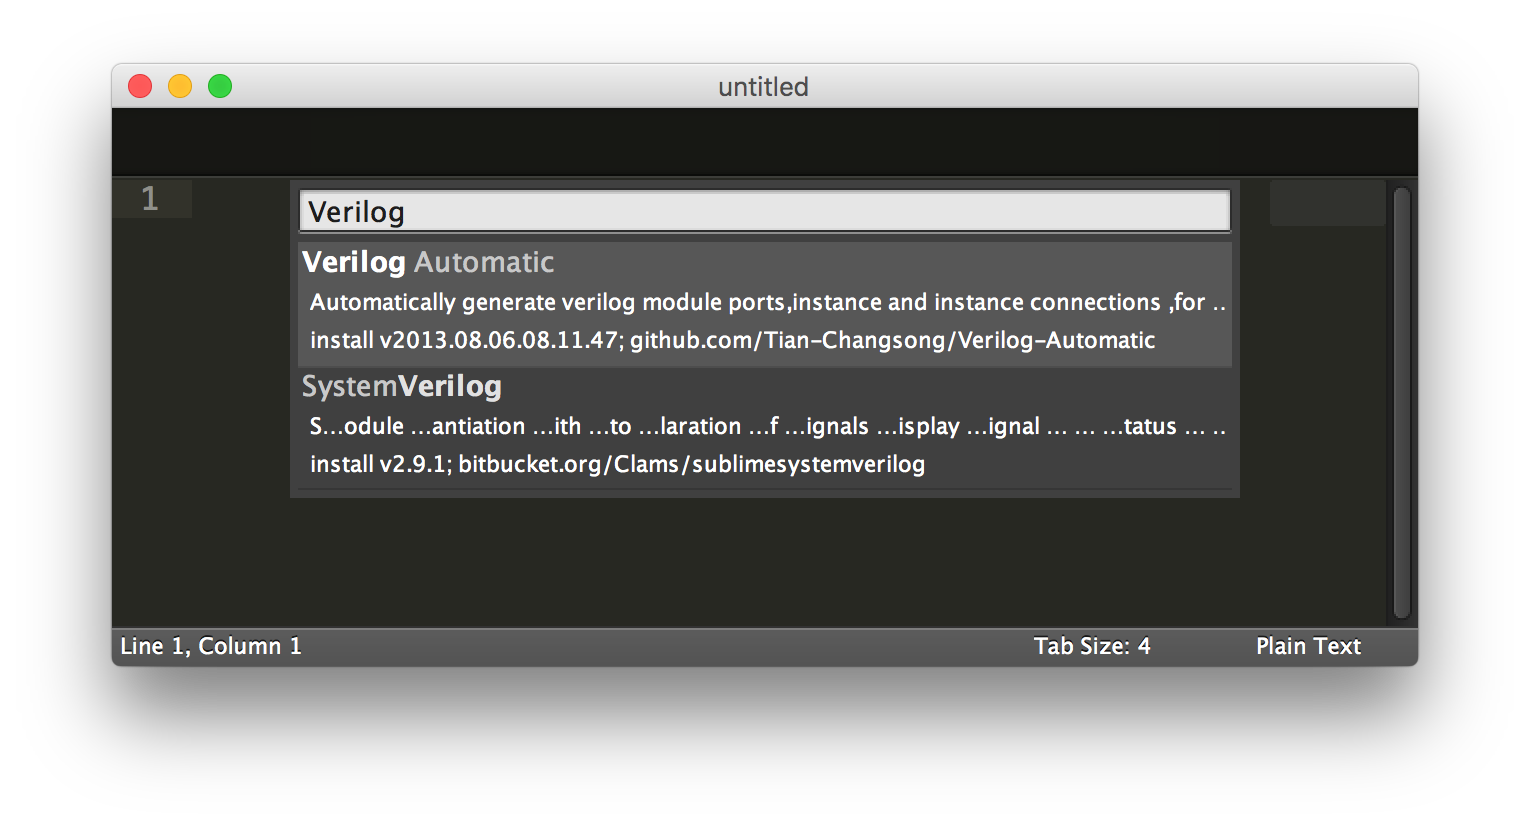 untitled
1
Verilog
Verilog Automatic
Automatically generate verilog module ports,instance and instance connections ,for ..
install v2013.08.06.08.11.47; github.com/Tian-Changsong/Verilog-Automatic
SystemVerilog
S...odule ...antiation ...ith ...to ...laration ...f ...ignals ...isplay ...ignal ... ... ...tatus ... ..
install v2.9.1; bitbucket.org/Clams/sublimesystemverilog
Line 1, Column 1
Tab Size: 4
Plain Text